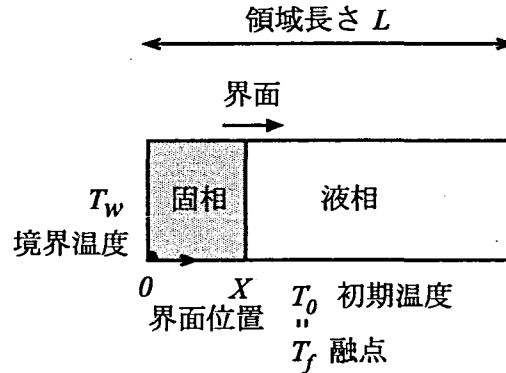 領域長さ L
界面
固相
液相
T_w
境界温度
0
X
界面位置
T_0 初期温度
"
T_f 融点